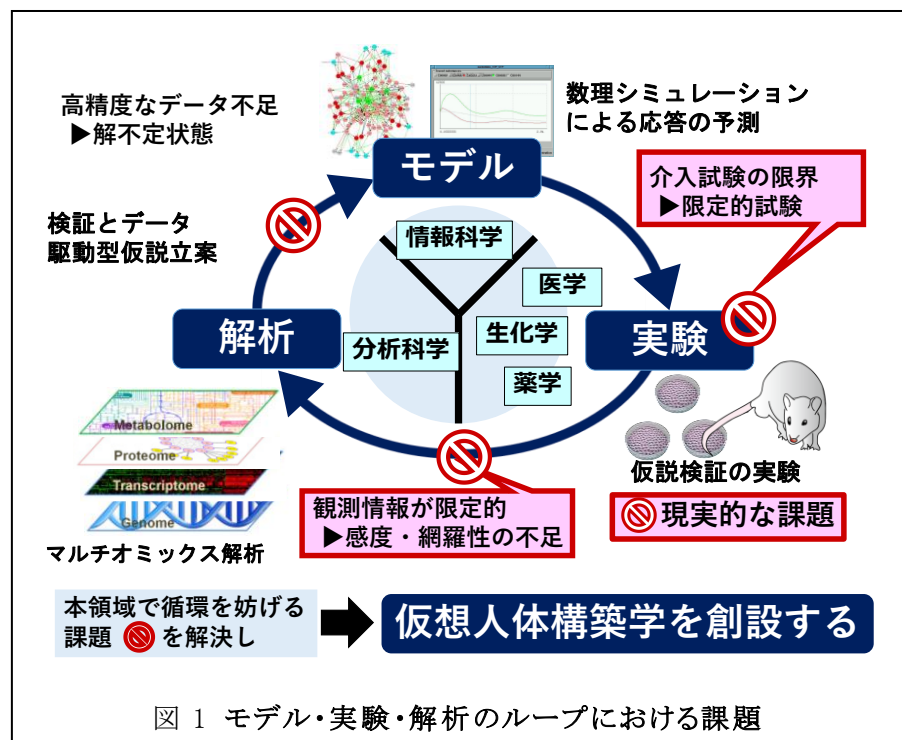 高精度なデータ不足
▶解不定状態
数理シミュレーション
による応答の予測
モデル
介入試験の限界
▶限定的試験
検証とデータ
駆動型仮説立案
情報科学
医学
生化学
分析科学
薬学
解析
実験
Metabolome
Proteome
Transcriptome
Genome
マルチオミックス解析
観測情報が限定的
▶感度・網羅性の不足
仮説検証の実験
現実的な課題
本領域で循環を妨げる
課題 を解決し
仮想人体構築学を創設する
図 1 モデル・実験・解析のループにおける課題